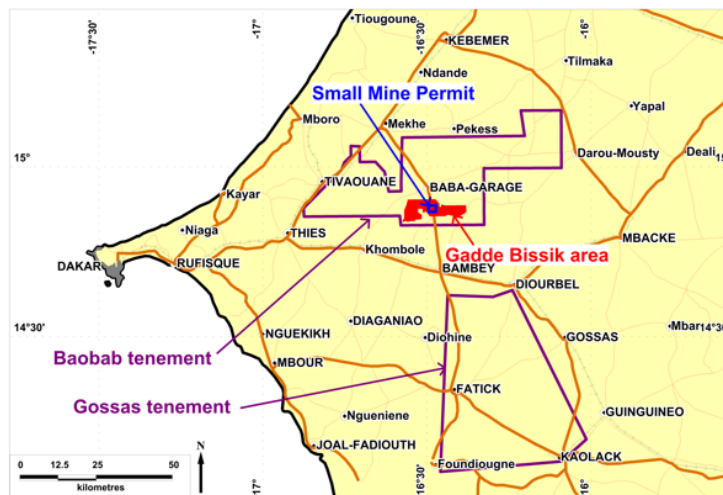 -17°30'
-17°
-16°30'
-16°
Tiougoune
KEBEMER
Tilmaka
Ndande
Small Mine Permit
Yapal
Mboro
Mekhe
Pekess
15°
Darou-Mousty
Deali
15
TIVAOUANE
BABA-GARAGE
Kayar
Niaga
THIES
MBACKE
Khombole
Gadde Bissik area
DAKAR
RUFISQUE
BAMBEY
DIOURBEL
14°30'
NGUEKIKH
DIAGANIAO
Diohine
GOSSAS
Mbar
14°30'
Baobab tenement
MBOUR
FATICK
Gossas tenement
Ngueniene
GUINGUINEO
JOAL-FADIOUTH
Foundiougne
KAOLACK
N
0 12.5 25 50
kilometres
-17°
-16°30'
-16°